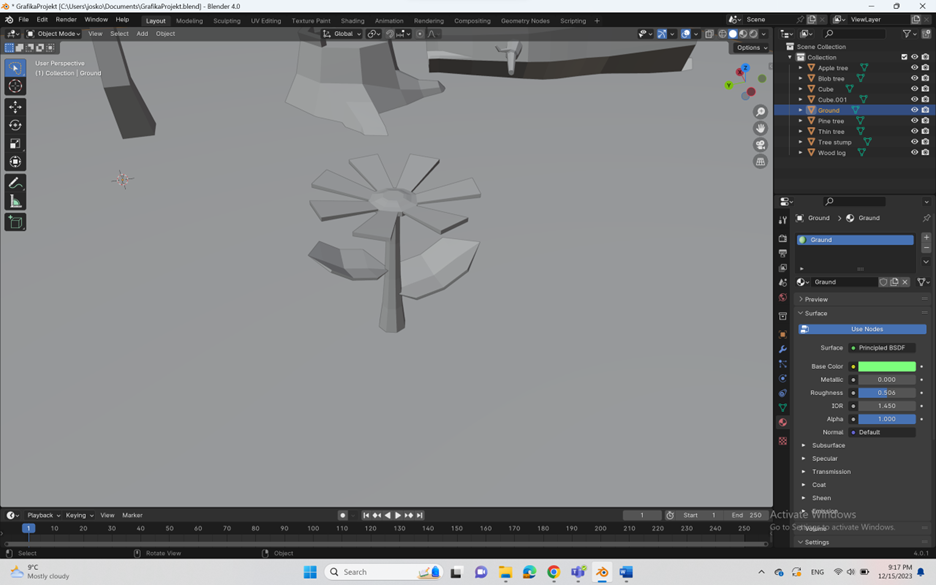 * GrafikaProjekt [C:\Users\josko\Documents\GrafikaProjekt.blend] - Blender 4.0
File Edit Render Window Help Layout Modeling Sculpting UV Editing Texture Paint Shading Animation Rendering Compositing Geometry Nodes Scripting + Scene ViewLayer
Object Mode View Select Add Object Global
Options
User Perspective
(1) Collection | Ground
Z
Y
Scene Collection
Collection
Apple tree
Blob tree
Cube
Cube.001
Ground
Pine tree
Thin tree
Tree stump
Wood log
Ground > Ground
Ground
Ground
Preview
Surface
Use Nodes
Surface Principled BSDF
Base Color
Metallic 0.000
Roughness 0.506
IOR 1.450
Alpha 1.000
Normal Default
Subsurface
Specular
Transmission
Coat
Sheen
Emission
Volume
Settings
Activate Windows
Go to Settings to activate Windows.
Playback Keying View Marker 1 Start 1 End 250
1 10 20 30 40 50 60 70 80 90 100 110 120 130 140 150 160 170 180 190 200 210 220 230 240 250
Select Rotate View Object 4.0.1
9°C
Mostly cloudy
Search
ENG
9:17 PM
12/15/2023